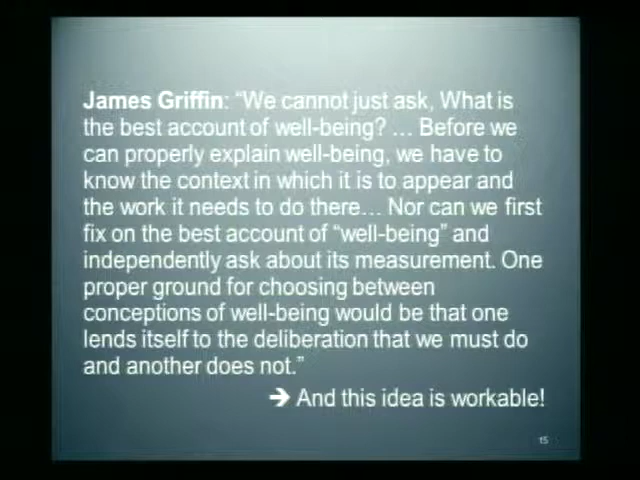 James Griffin: “We cannot just ask, What is
the best account of well-being? … Before we
can properly explain well-being, we have to
know the context in which it is to appear and
the work it needs to do there… Nor can we first
fix on the best account of “well-being” and
independently ask about its measurement. One
proper ground for choosing between
conceptions of well-being would be that one
lends itself to the deliberation that we must do
and another does not.”
➔ And this idea is workable!
15